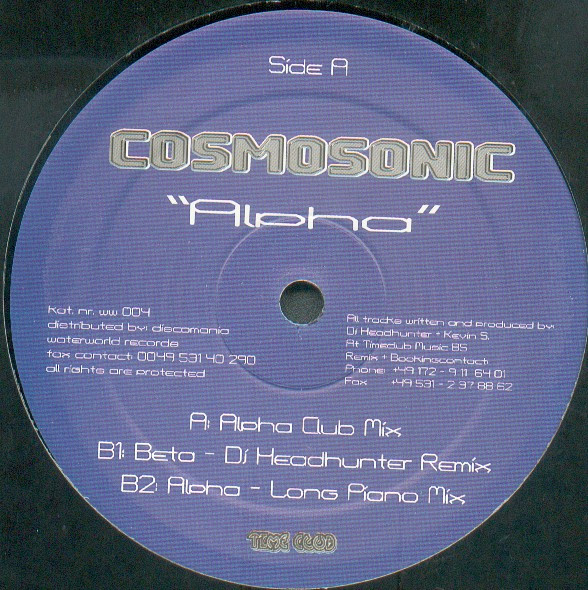 Side A
COSMOSONIC
"Alpha"
kat. nr. ww 004
distributed by: discomania
waterworld records
fax contact: 0049 531 40 290
all rights are protected
All tracks written and produced by:
Dj Headhunter + Kevin S.
At Timeclub Music BS
Remix + Bookingscontact
Phone: +49 172 - 9 11 64 01
Fax +49 531 - 2 37 88 62
A: Alpha Club Mix
B1: Beta - Dj Headhunter Remix
B2: Alpha - Long Piano Mix
TIME CLUB